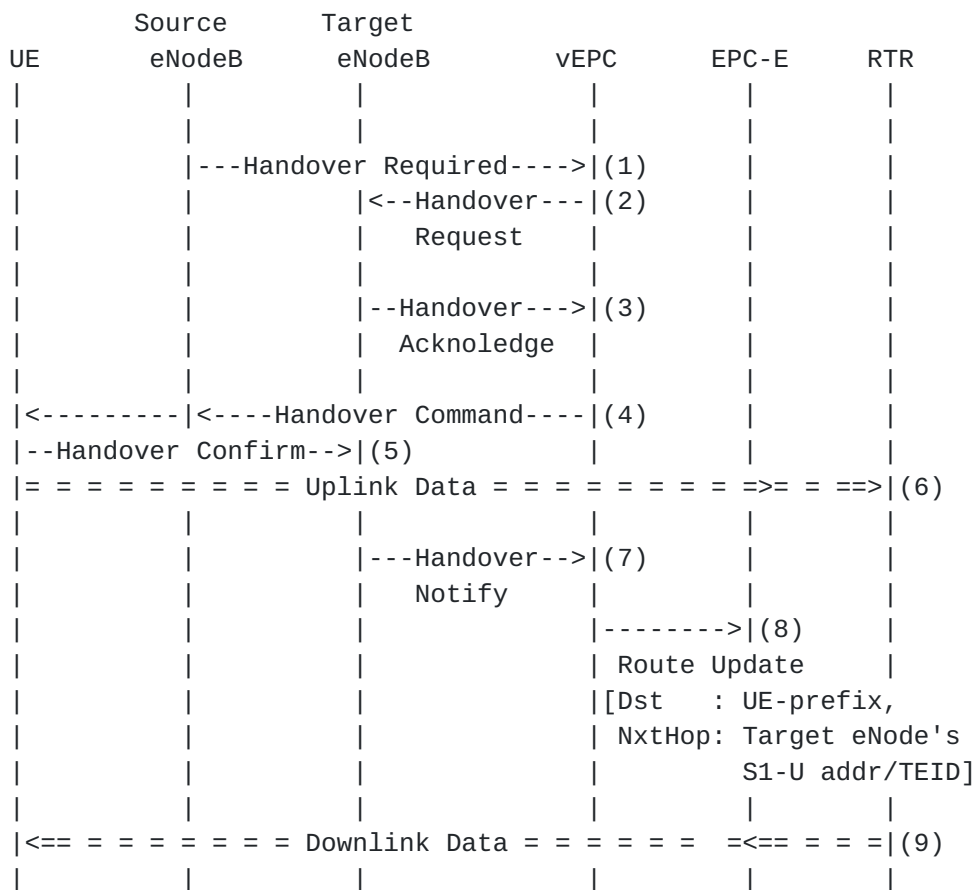 Source      Target
UE       eNodeB      eNodeB        vEPC      EPC-E     RTR
|          |          |              |         |        |
|          |          |              |         |        |
|          |---Handover Required---->|(1)      |        |
|          |          |<--Handover---|(2)      |        |
|          |          |   Request    |         |        |
|          |          |              |         |        |
|          |          |--Handover--->|(3)      |        |
|          |          |  Acknoledge  |         |        |
|          |          |              |         |        |
|<---------|<----Handover Command----|(4)      |        |
|--Handover Confirm-->|(5)           |         |        |
|= = = = = = = = = Uplink Data = = = = = = = = =>= = ==>|(6)
|          |          |              |         |        |
|          |          |---Handover-->|(7)      |        |
|          |          |   Notify     |         |        |
|          |          |              |-------->|(8)     |
|          |          |              | Route Update     |
|          |          |              |[Dst   : UE-prefix,
|          |          |              | NxtHop: Target eNode's
|          |          |              |         S1-U addr/TEID]
|          |          |              |         |        |
|<== = = = = = = = Downlink Data = = = = = =  =<== = = =|(9)
|          |          |              |         |        |